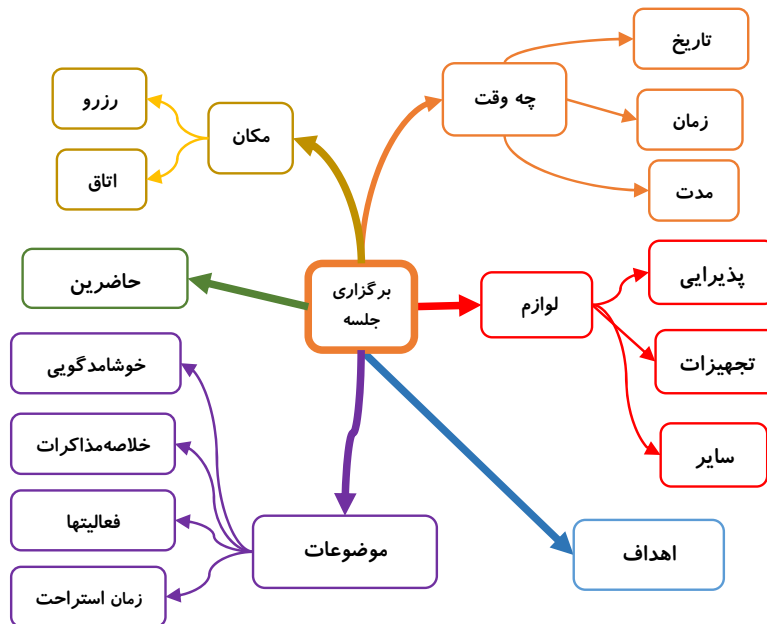 برگزاری
جلسه
چه وقت
تاریخ
زمان
مدت
لوازم
پذیرایی
تجهیزات
سایر
اهداف
موضوعات
خوشامدگویی
خلاصه‌مذاکرات
فعالیتها
زمان استراحت
حاضرین
مکان
رزرو
اتاق